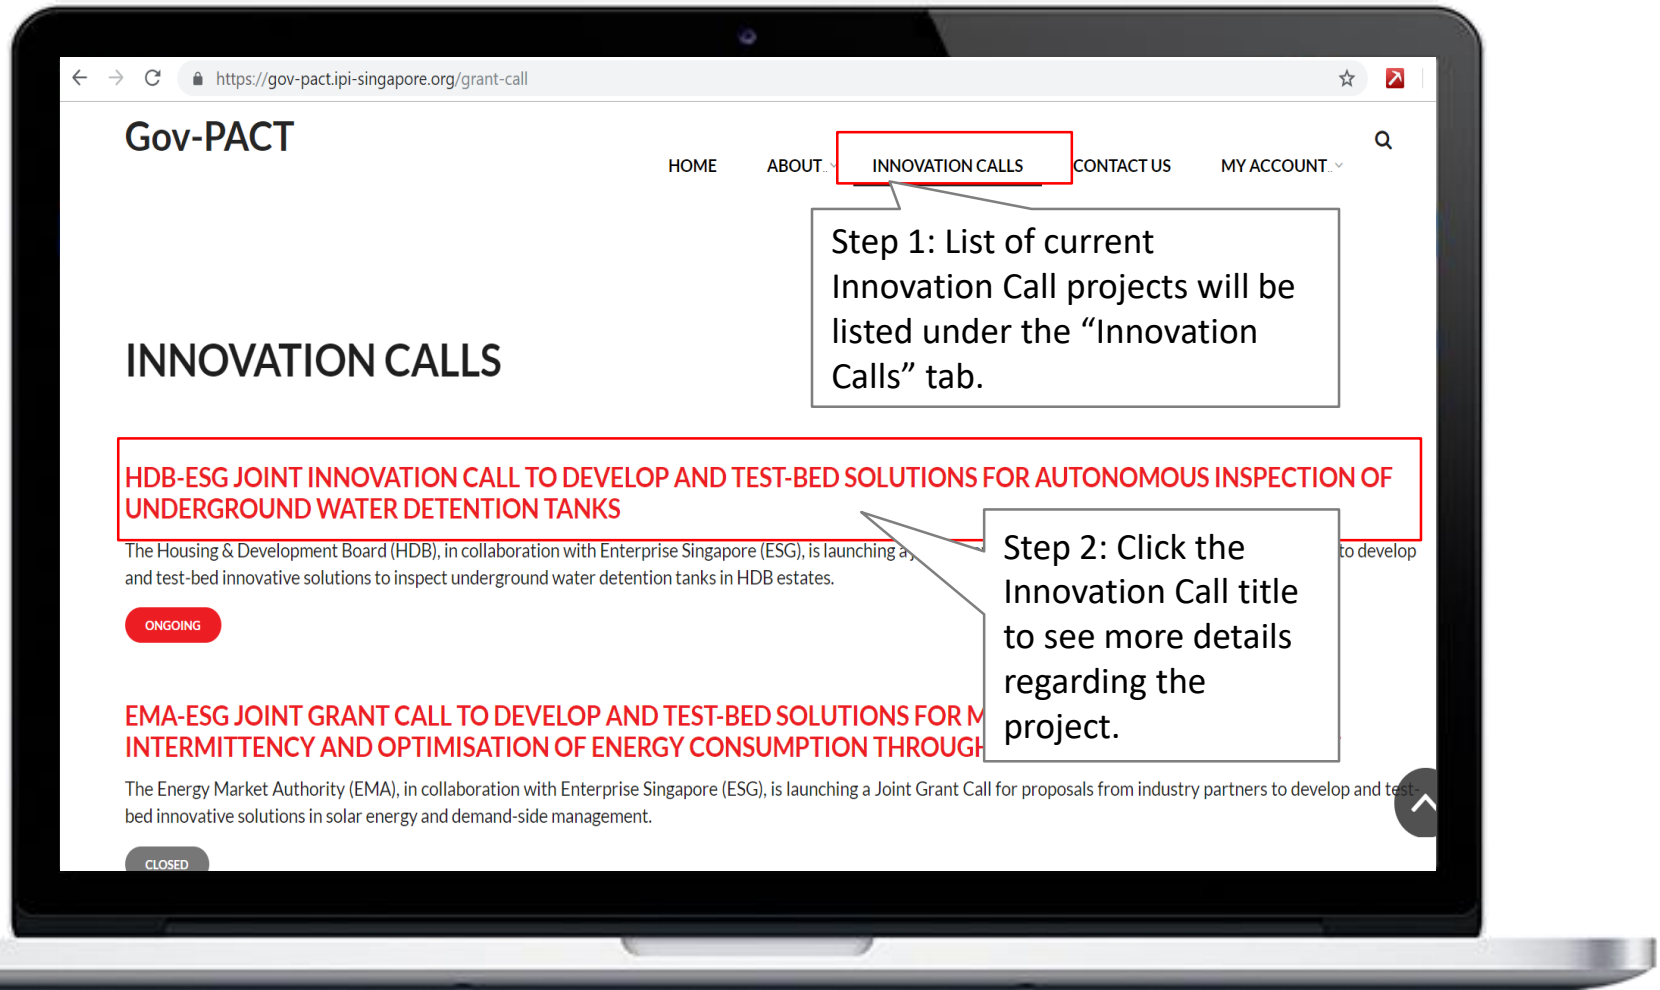 https://gov-pact.ipi-singapore.org/grant-call
Gov-PACT
HOME ABOUT INNOVATION CALLS CONTACT US MY ACCOUNT
Step 1: List of current
Innovation Call projects will be
listed under the “Innovation
Calls” tab.
INNOVATION CALLS
HDB-ESG JOINT INNOVATION CALL TO DEVELOP AND TEST-BED SOLUTIONS FOR AUTONOMOUS INSPECTION OF
UNDERGROUND WATER DETENTION TANKS
The Housing & Development Board (HDB), in collaboration with Enterprise Singapore (ESG), is launching a to develop
and test-bed innovative solutions to inspect underground water detention tanks in HDB estates.
Step 2: Click the
Innovation Call title
to see more details
regarding the
project.
ONGOING
EMA-ESG JOINT GRANT CALL TO DEVELOP AND TEST-BED SOLUTIONS FOR
INTERMITTENCY AND OPTIMISATION OF ENERGY CONSUMPTION THROUGH
The Energy Market Authority (EMA), in collaboration with Enterprise Singapore (ESG), is launching a Joint Grant Call for proposals from industry partners to develop and test-
bed innovative solutions in solar energy and demand-side management.
CLOSED